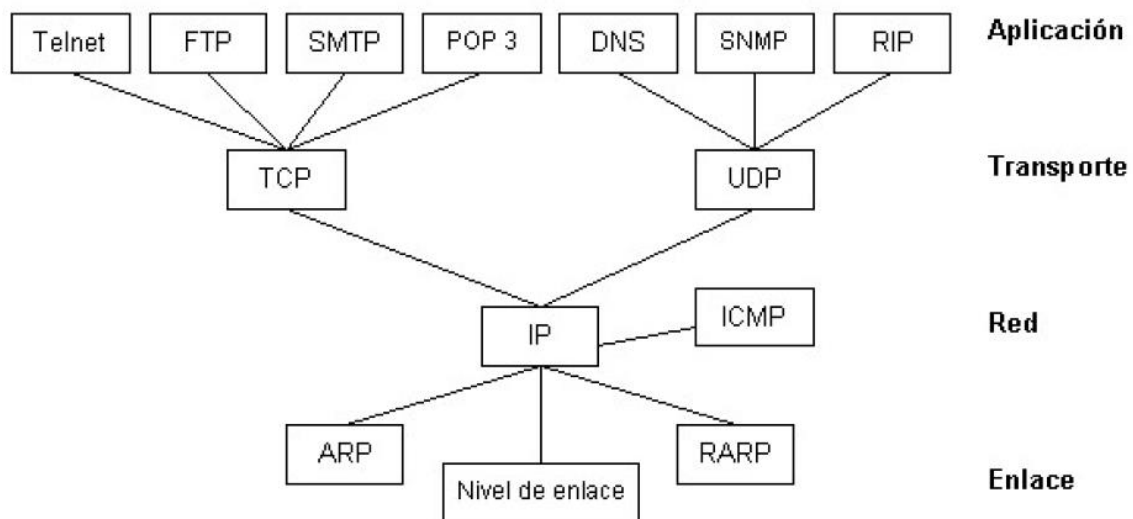 Telnet
FTP
SMTP
POP 3
DNS
SNMP
RIP
Aplicación
TCP
UDP
Transporte
IP
ICMP
Red
ARP
Nivel de enlace
RARP
Enlace